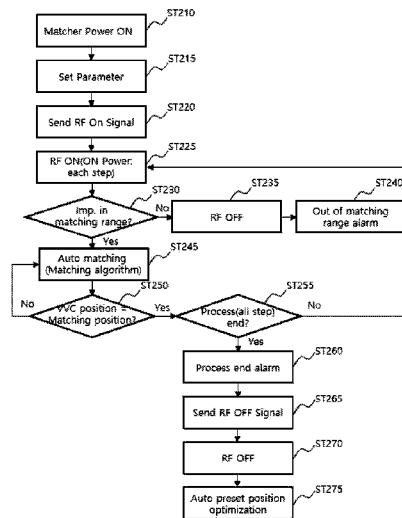 ST210
Matcher Power ON
ST215
Set Parameter
ST220
Send RF On Signal
ST225
RF ON(ON Power:
each step)
ST230
Imp. in
matching range?
No
ST235
RF OFF
ST240
Out of matching
range alarm
Yes
ST245
Auto matching
(Matching algorithm)
ST250
VVC position =
Matching position?
No
Yes
ST255
Process(all step)
end?
No
Yes
ST260
Process end alarm
ST265
Send RF OFF Signal
ST270
RF OFF
ST275
Auto preset position
optimization